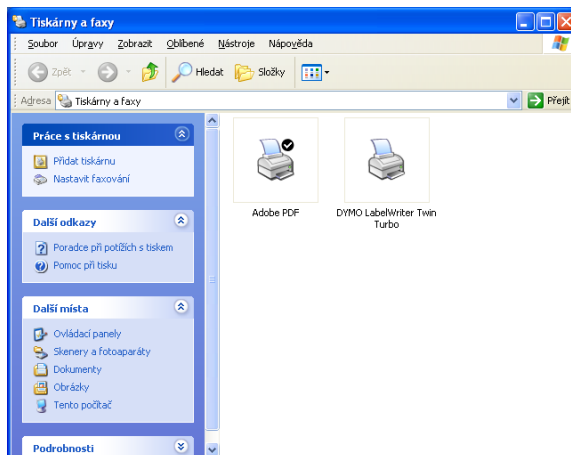 Tiskárny a faxy
Soubor Úpravy Zobrazit Oblíbené Nástroje Nápověda
Zpět Hledat Složky
Adresa Tiskárny a faxy Přejít
Práce s tiskárnou
Přidat tiskárnu
Nastavit faxování
Další odkazy
Poradce při potížích s tiskem
Pomoc při tisku
Další místa
Ovládací panely
Skenery a fotoaparáty
Dokumenty
Obrázky
Tento počítač
Podrobnosti
Adobe PDF
DYMO LabelWriter Twin
Turbo